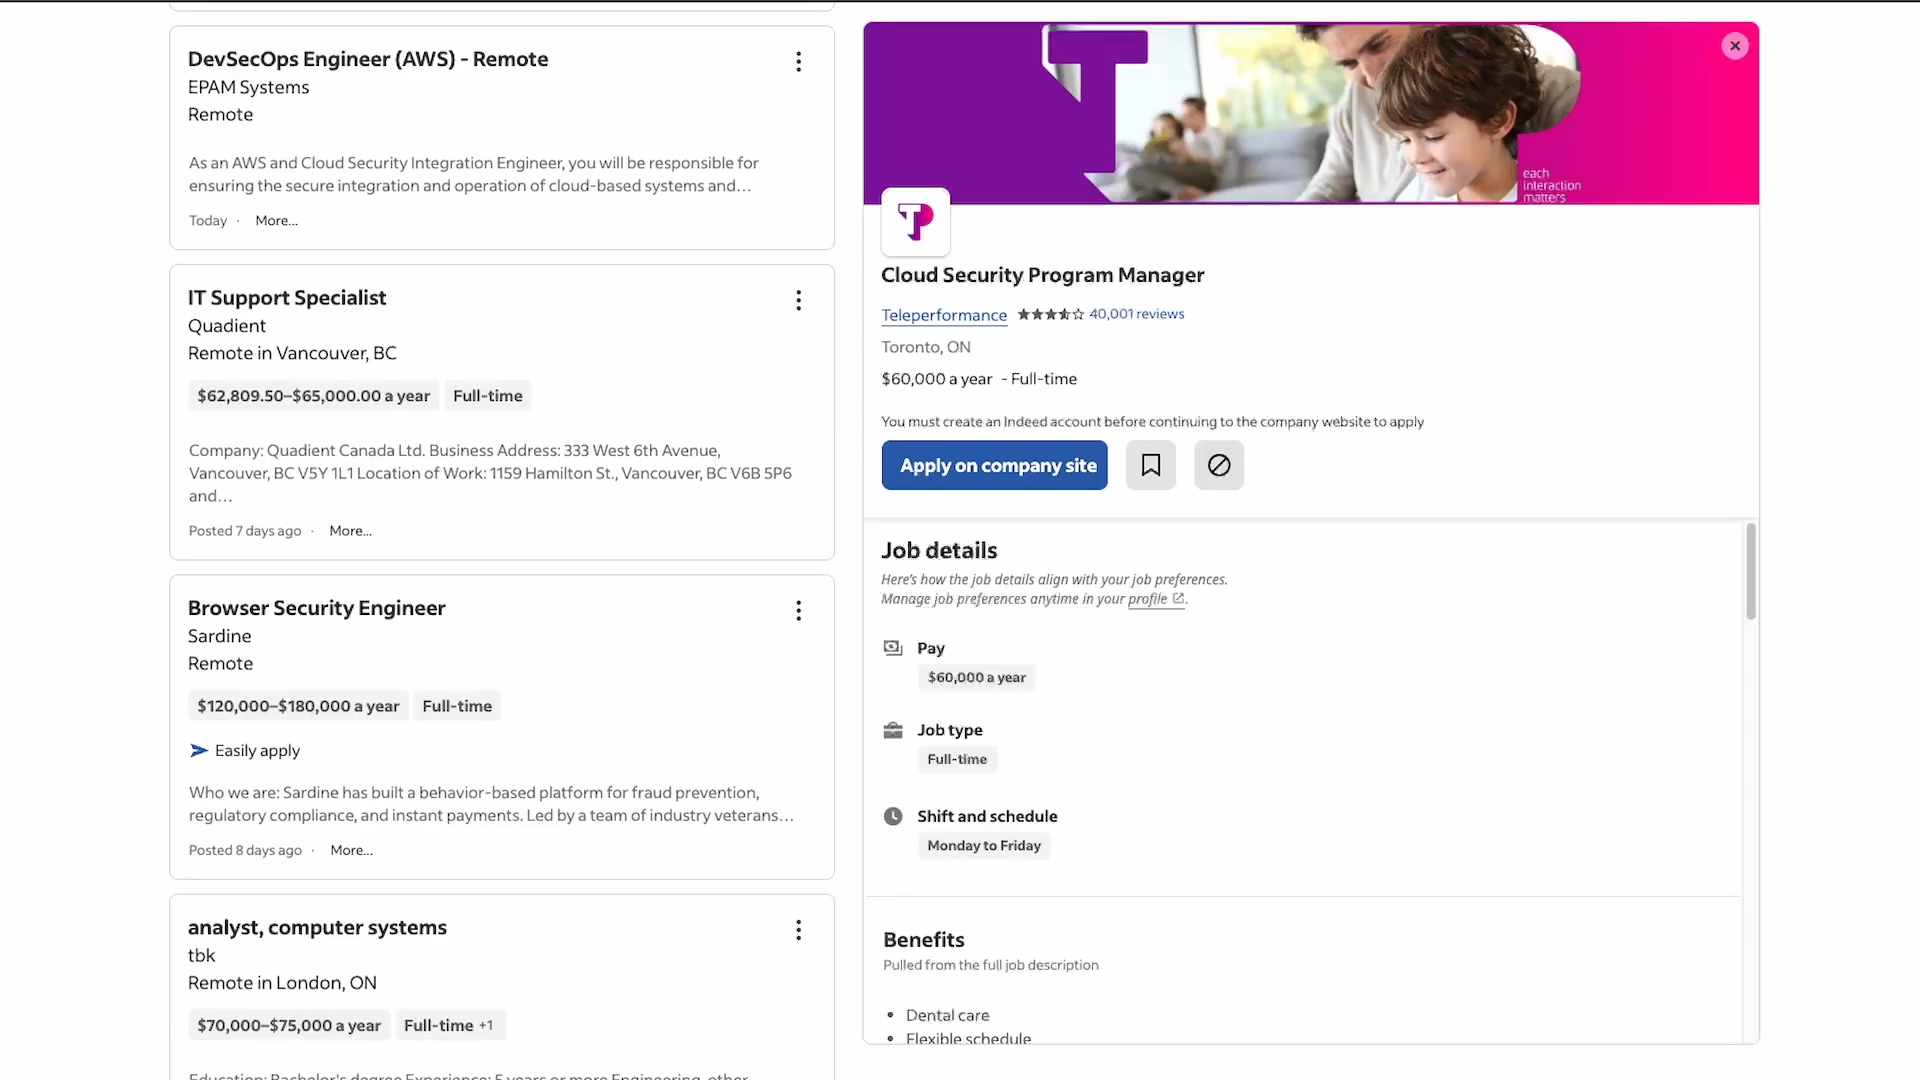 DevSecOps Engineer (AWS) - Remote
EPAM Systems
Remote
As an AWS and Cloud Security Integration Engineer, you will be responsible for
ensuring the secure integration and operation of cloud-based systems and…
Today · More...
IT Support Specialist
Quadient
Remote in Vancouver, BC
$62,809.50–$65,000.00 a year Full-time
Company: Quadient Canada Ltd. Business Address: 333 West 6th Avenue,
Vancouver, BC V5Y 1L1 Location of Work: 1159 Hamilton St., Vancouver, BC V6B 5P6
and…
Posted 7 days ago · More...
Browser Security Engineer
Sardine
Remote
$120,000–$180,000 a year Full-time
Easily apply
Who we are: Sardine has built a behavior-based platform for fraud prevention,
regulatory compliance, and instant payments. Led by a team of industry veterans…
Posted 8 days ago · More...
analyst, computer systems
tbk
Remote in London, ON
$70,000–$75,000 a year Full-time +1
Education: Bachelor's degree Experience: 5 years or more Engineering, other
each
interaction
matters
TP
Cloud Security Program Manager
Teleperformance 40,001 reviews
Toronto, ON
$60,000 a year - Full-time
You must create an Indeed account before continuing to the company website to apply
Apply on company site
Job details
Here's how the job details align with your job preferences.
Manage job preferences anytime in your profile.
Pay
$60,000 a year
Job type
Full-time
Shift and schedule
Monday to Friday
Benefits
Pulled from the full job description
• Dental care
• Flexible schedule